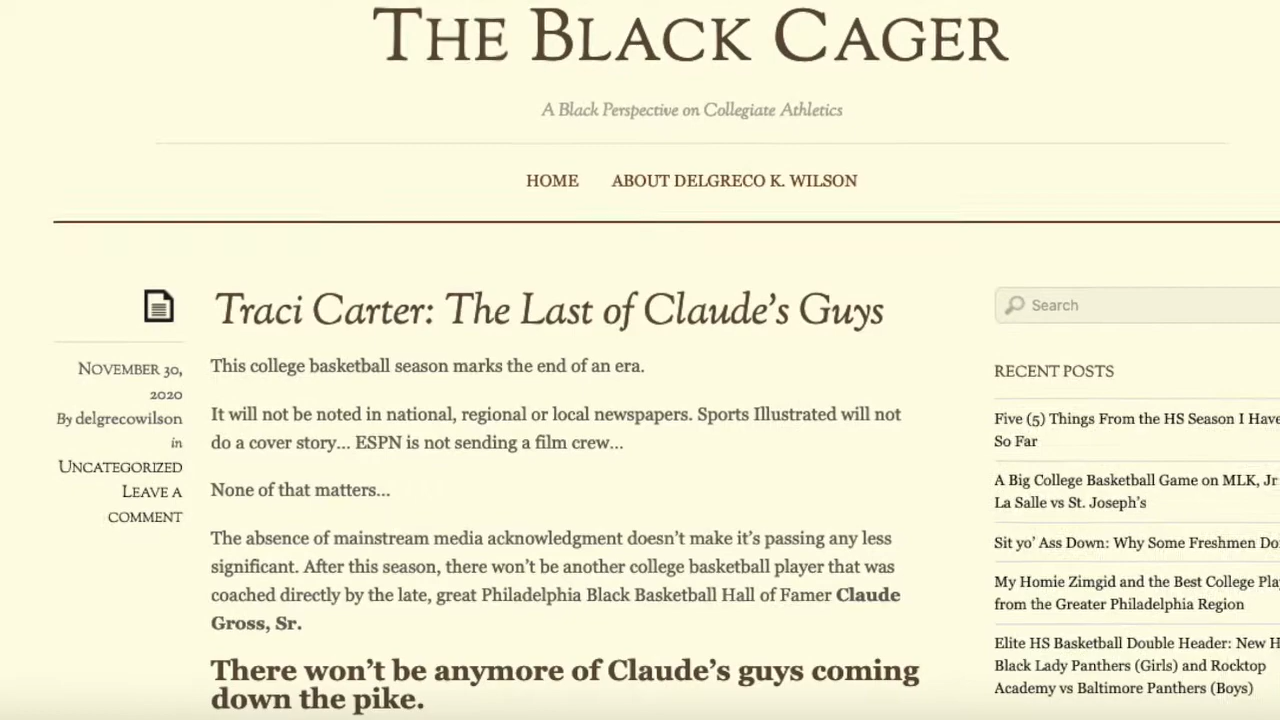 THE BLACK CAGER
A Black Perspective on Collegiate Athletics
HOME ABOUT DELGRECO K. WILSON
NOVEMBER 30,
2020
By delgrecowilson
in
UNCATEGORIZED
LEAVE A
COMMENT
Traci Carter: The Last of Claude's Guys
This college basketball season marks the end of an era.
It will not be noted in national, regional or local newspapers. Sports Illustrated will not
do a cover story… ESPN is not sending a film crew…
None of that matters…
The absence of mainstream media acknowledgment doesn't make it's passing any less
significant. After this season, there won't be another college basketball player that was
coached directly by the late, great Philadelphia Black Basketball Hall of Famer Claude
Gross, Sr.
There won't be anymore of Claude's guys coming
down the pike.
Search
RECENT POSTS
Five (5) Things From the HS Season I Have
So Far
A Big College Basketball Game on MLK, Jr
La Salle vs St. Joseph's
Sit yo' Ass Down: Why Some Freshmen
My Homie Zimgid and the Best College
from the Greater Philadelphia Region
Elite HS Basketball Double Header: New
Black Lady Panthers (Girls) and Rocktop
Academy vs Baltimore Panthers (Boys)